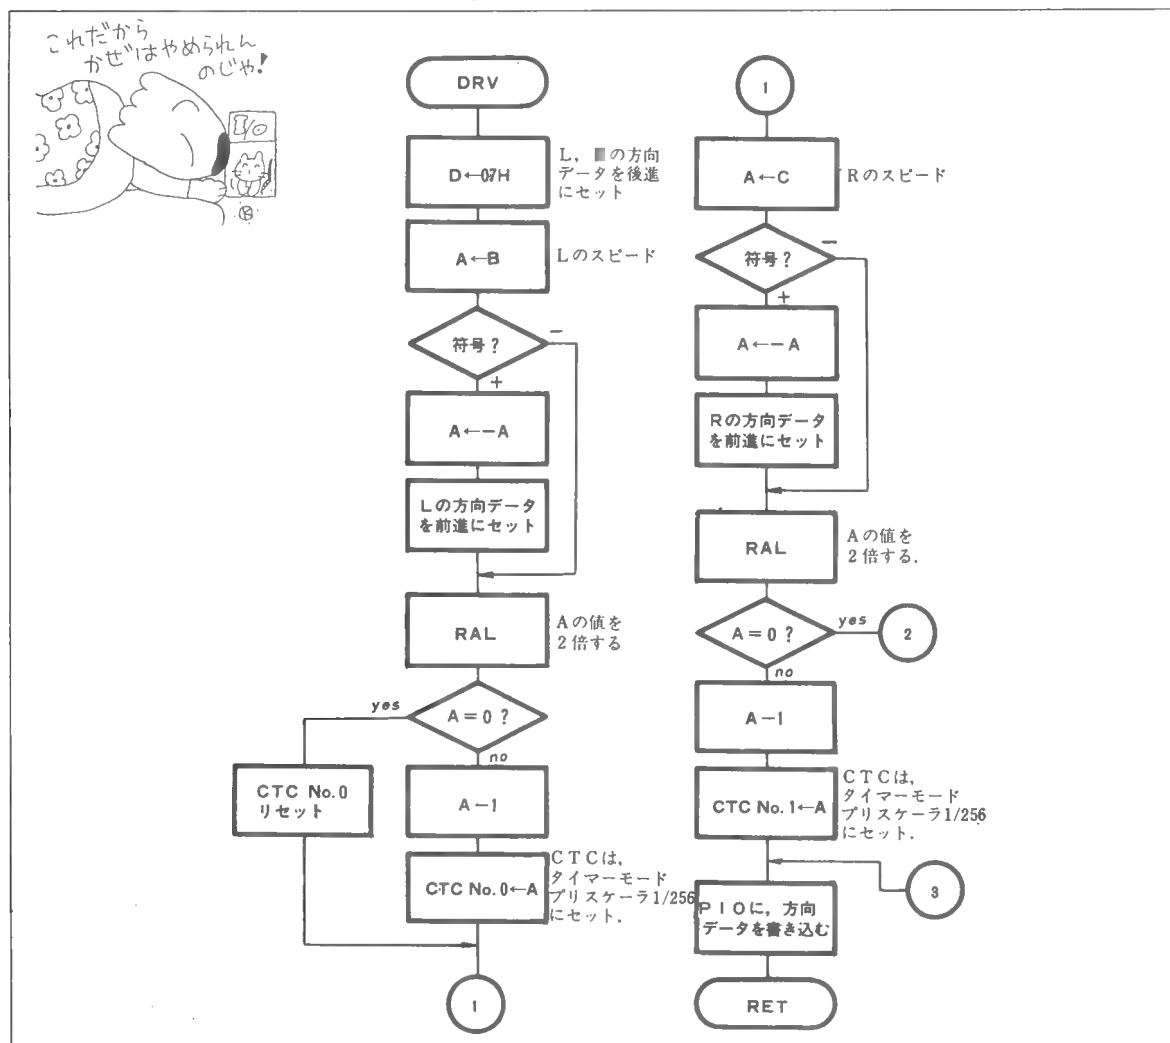 これだから
かぜはやめられん
のじゃ!
I/O
DRV
D←07H
L, の方向
データを後進
にセット
A←B
Lのスピード
符号?
−
+
A←−A
Lの方向データ
を前進にセット
RAL
Aの値を
2倍する
A=0?
yes
no
CTC No.0
リセット
A−1
CTC No.0←A
CTCは,
タイマーモード
プリスケーラ1/256
にセット.
1
1
A←C
Rのスピード
符号?
−
+
A←−A
Rの方向データ
を前進にセット
RAL
Aの値を
2倍する.
A=0?
yes
2
no
A−1
CTC No.1←A
CTCは,
タイマーモード
プリスケーラ1/256
にセット.
3
PIOに,方向
データを書き込む
RET